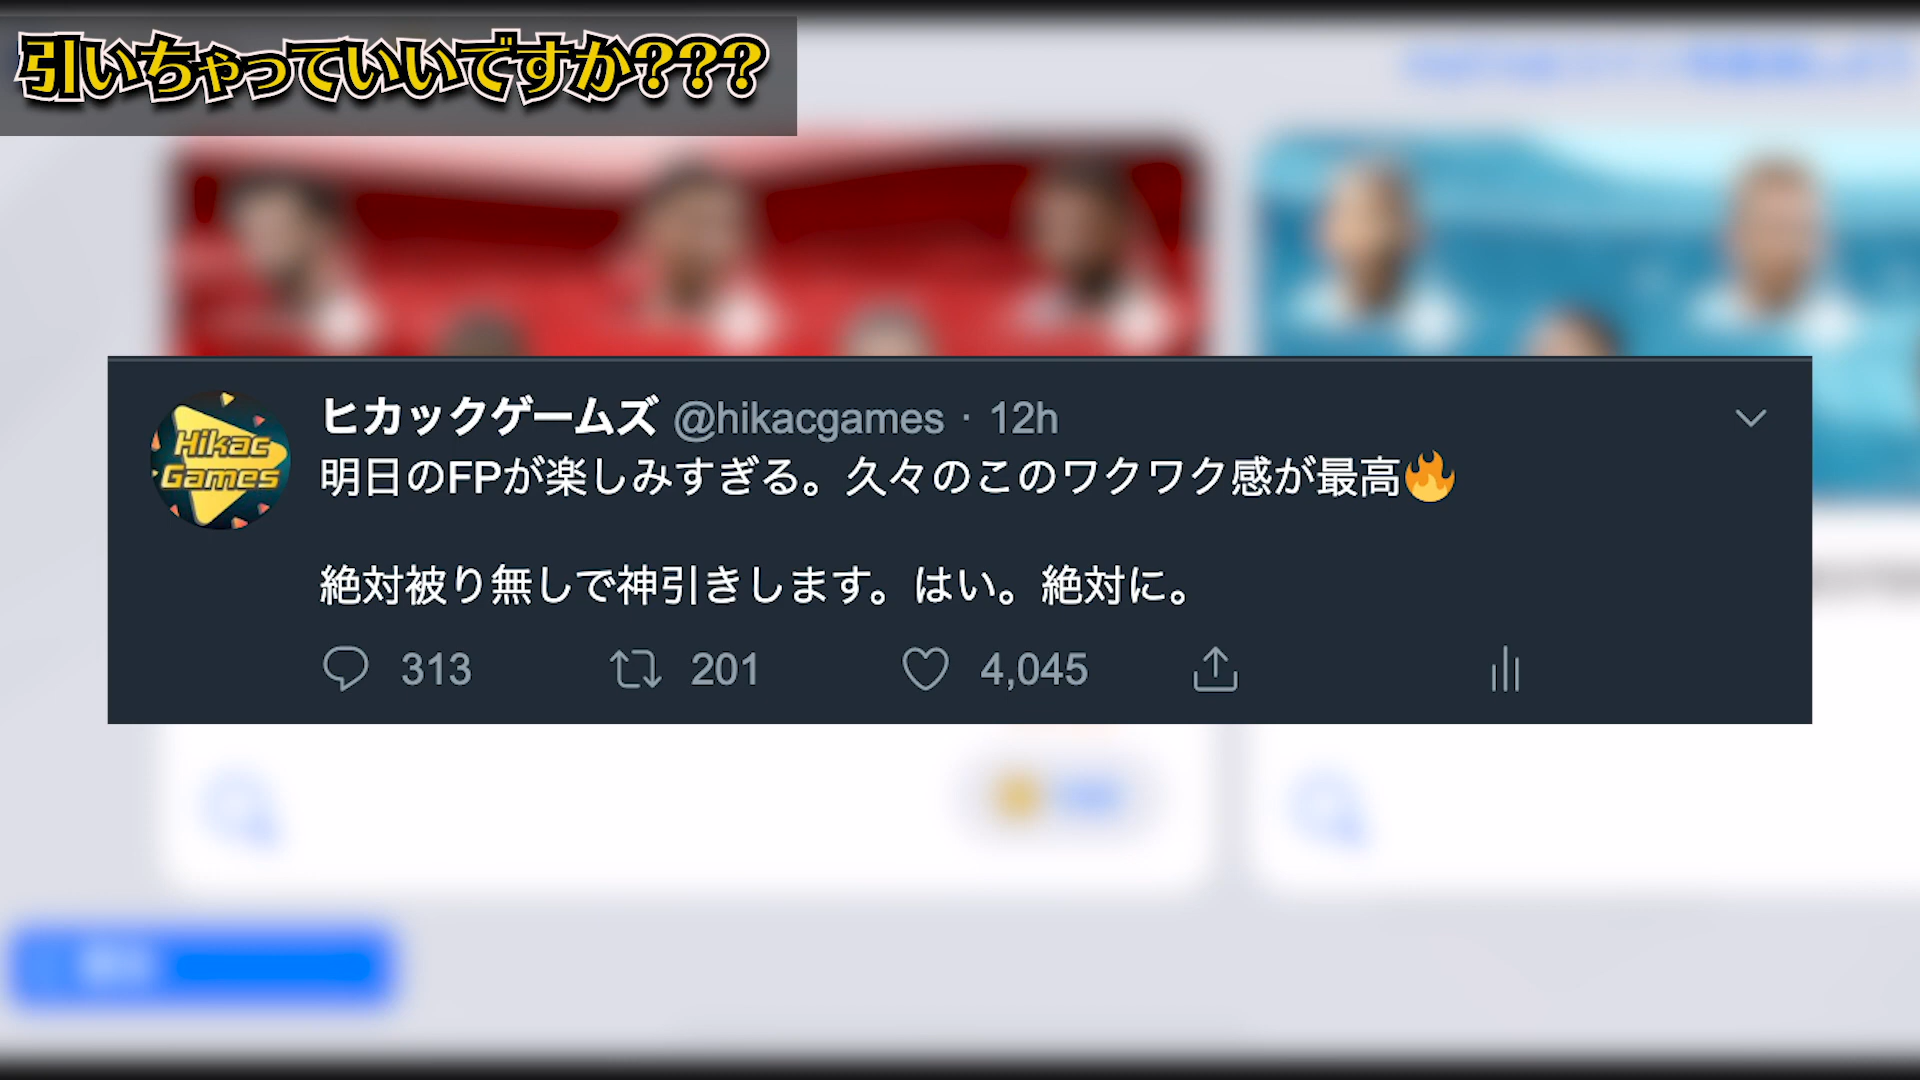 引いちゃっていいですか???
ヒカックゲームズ @hikacgames · 12h
Hikac
Games
明日のFPが楽しみすぎる。久々のこのワクワク感が最高🔥
絶対被り無しで神引きします。はい。絶対に。
313 201 4,045